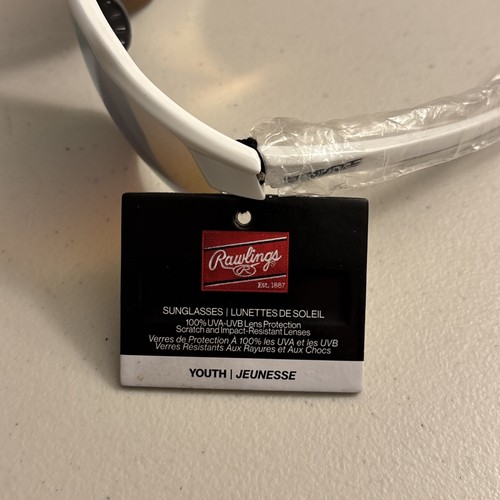 Rawlings
R
Est. 1887
SUNGLASSES | LUNETTES DE SOLEIL
100% UVA-UVB Lens Protection
Scratch and Impact-Resistant Lenses
Verres de Protection À 100% les UVA et les UVB
Verres Résistants Aux Rayures et Aux Chocs
YOUTH | JEUNESSE